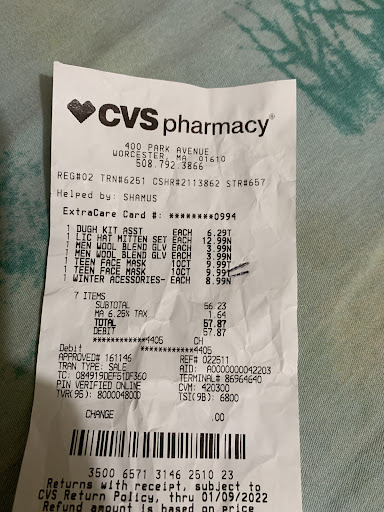 CVS pharmacy®
400 PARK AVENUE
WORCESTER, MA 01610
508.792.3866
REG#02 TRN#6251 CSHR#2113862 STR#657
Helped by: SHAMUS
ExtraCare Card #: ********0994
1 DUGH KIT ASST EACH 6.29T
1 LIC HAT MITTEN SET EACH 12.99N
1 MEN WOOL BLEND GLV EACH 3.99N
1 MEN WOOL BLEND GLV EACH 3.99N
1 TEEN FACE MASK 10CT 9.99T
1 TEEN FACE MASK 10CT 9.99T
1 WINTER ACESSORIES- EACH 8.99N
7 ITEMS
SUBTOTAL 56.23
MA 6.25% TAX 1.64
TOTAL 57.87
DEBIT 57.87
************4405 CH
Debit ************4405
APPROVED# 161146 REF# 022511
TRAN TYPE: SALE AID: A0000000042203
TC: 084919DEF51DF360 TERMINAL# 86964640
PIN VERIFIED ONLINE CVM: 420300
TVR(95): 8000048000 TSI(9B): 6800
CHANGE .00
3500 6571 3146 2510 23
Returns with receipt, subject to
CVS Return Policy, thru 01/09/2022
Refund amount is based on price